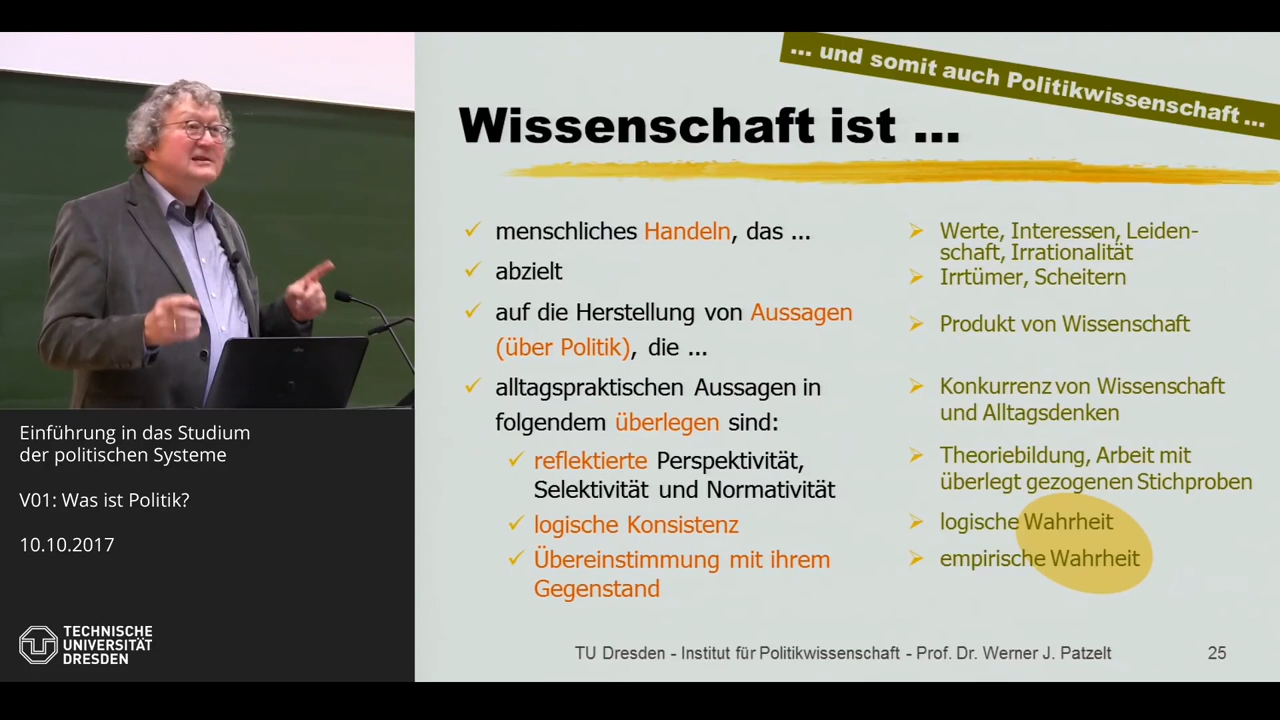 ... und somit auch Politikwissenschaft ...
Wissenschaft ist ...
menschliches Handeln, das ...
abzielt
auf die Herstellung von Aussagen
(über Politik), die ...
alltagspraktischen Aussagen in
folgendem überlegen sind:
reflektierte Perspektivität,
Selektivität und Normativität
logische Konsistenz
Übereinstimmung mit ihrem
Gegenstand
Werte, Interessen, Leiden-
schaft, Irrationalität
Irrtümer, Scheitern
Produkt von Wissenschaft
Konkurrenz von Wissenschaft
und Alltagsdenken
Theoriebildung, Arbeit mit
überlegt gezogenen Stichproben
logische Wahrheit
empirische Wahrheit
TU Dresden - Institut für Politikwissenschaft - Prof. Dr. Werner J. Patzelt
25
Einführung in das Studium
der politischen Systeme
V01: Was ist Politik?
10.10.2017
TECHNISCHE
UNIVERSITÄT
DRESDEN